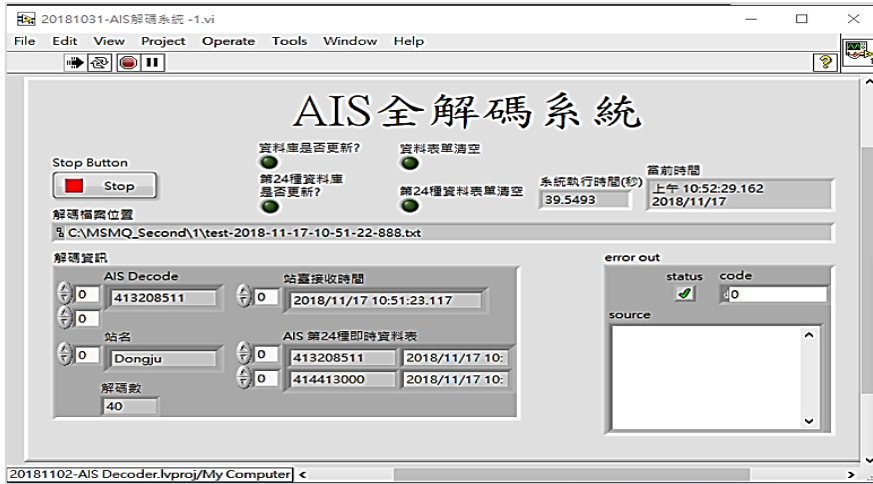 20181031-AIS解碼系統 -1.vi
File Edit View Project Operate Tools Window Help
AIS全解碼系統
Stop Button
Stop
資料庫是否更新?
資料表單清空
第24種資料庫
是否更新?
第24種資料表單清空
系統執行時間(秒)
39.5493
當前時間
上午 10:52:29.162
2018/11/17
解碼檔案位置
C:\MSMQ_Second\1\test-2018-11-17-10-51-22-888.txt
解碼資訊
AIS Decode
0 413208511
0
站臺接收時間
0 2018/11/17 10:51:23.117
站名
0 Dongju
AIS 第24種即時資料表
0 413208511 2018/11/17 10:
0 414413000 2018/11/17 10:
解碼數
40
error out
status code
0
source
20181102-AIS Decoder.lvproj/My Computer